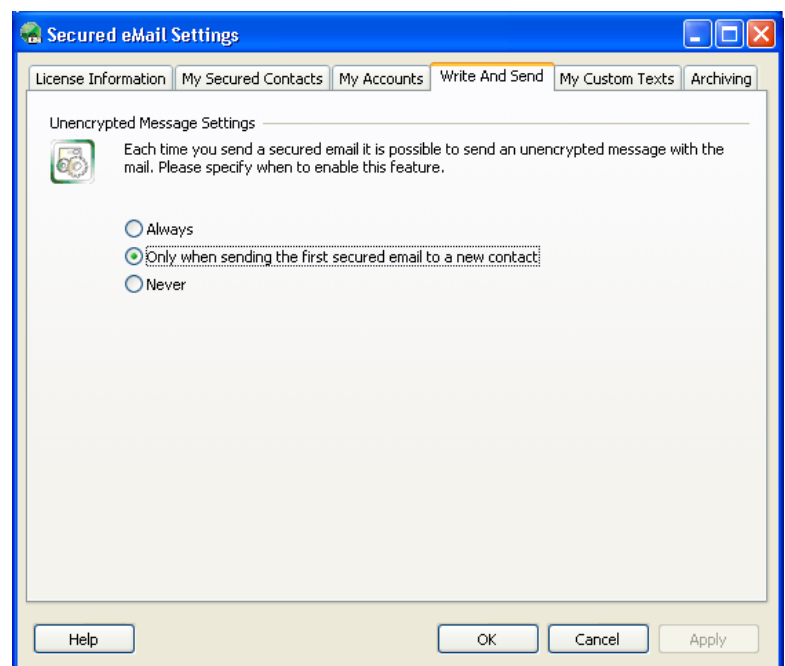 Secured eMail Settings
License Information My Secured Contacts My Accounts Write And Send My Custom Texts Archiving
Unencrypted Message Settings
Each time you send a secured email it is possible to send an unencrypted message with the
mail. Please specify when to enable this feature.
Always
Only when sending the first secured email to a new contact
Never
Help OK Cancel Apply